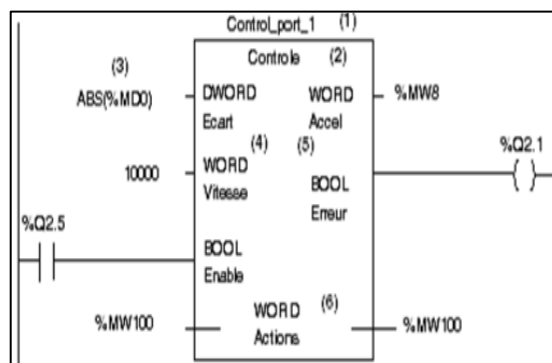 Control_port_1 (1)
Controle (2)
(3)
ABS(%MD0)
DWORD
Ecart
WORD
Accel
%MW8
(4)
(5)
10000
WORD
Vitesse
BOOL
Erreur
%Q2.1
%Q2.5
BOOL
Enable
%MW100
WORD (6)
Actions
%MW100